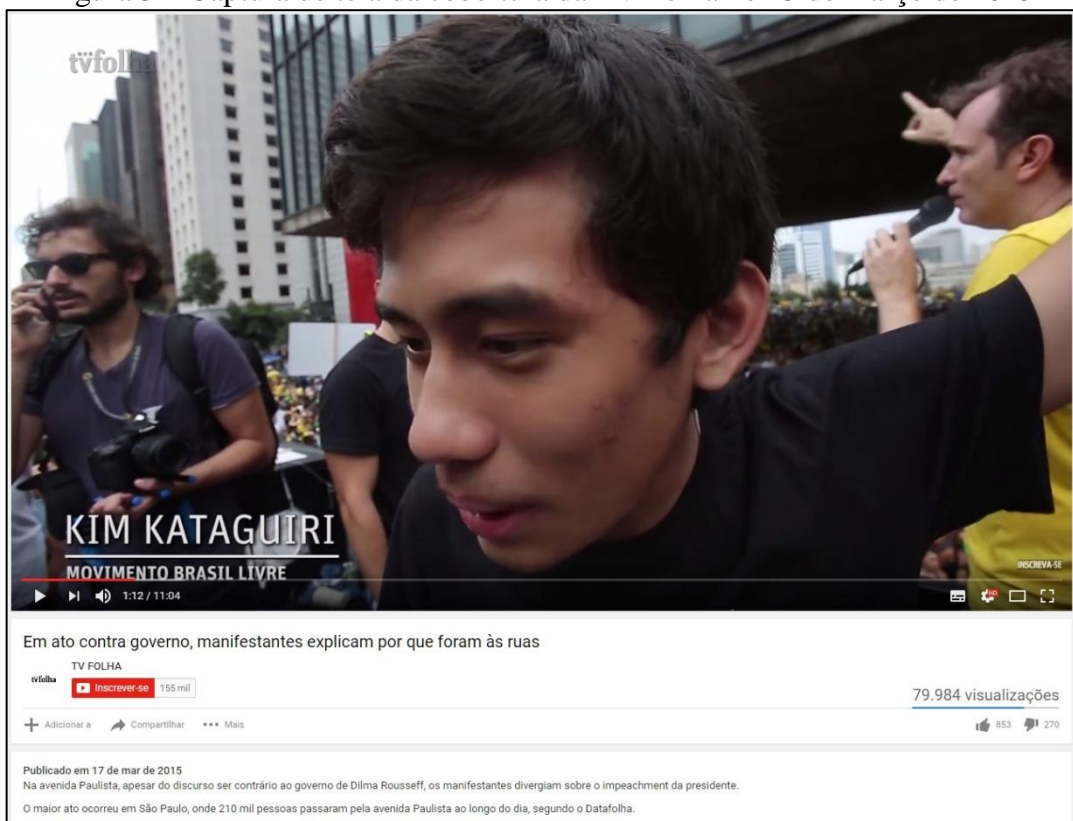 tvfolha
KIM KATAGUIRI
MOVIMENTO BRASIL LIVRE
INSCREVA-SE
1:12 / 11:04
HD
Em ato contra governo, manifestantes explicam por que foram às ruas
tvfolha
TV FOLHA
Inscrever-se 155 mil
79.984 visualizações
Adicionar a Compartilhar Mais
853 270
Publicado em 17 de mar de 2015
Na avenida Paulista, apesar do discurso ser contrário ao governo de Dilma Rousseff, os manifestantes divergiam sobre o impeachment da presidente.
O maior ato ocorreu em São Paulo, onde 210 mil pessoas passaram pela avenida Paulista ao longo do dia, segundo o Datafolha.